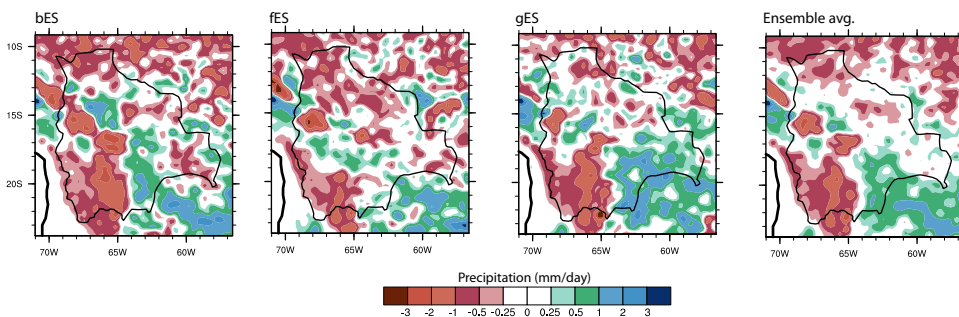 bES fES gES Ensemble avg.
10S
15S
20S
70W 65W 60W 70W 65W 60W 70W 65W 60W 70W 65W 60W
Precipitation (mm/day)
-3 -2 -1 -0.5 -0.25 0 0.25 0.5 1 2 3